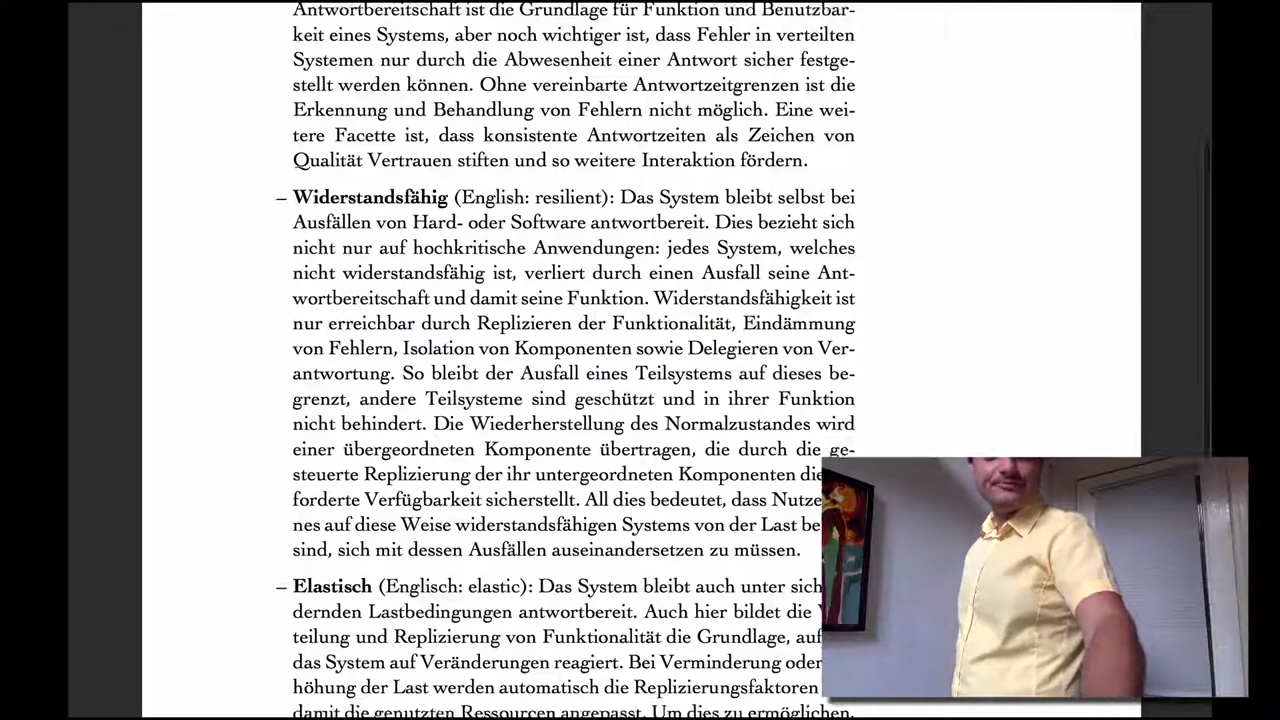 Antwortbereitschaft ist die Grundlage für Funktion und Benutzbar-
keit eines Systems, aber noch wichtiger ist, dass Fehler in verteilten
Systemen nur durch die Abwesenheit einer Antwort sicher festge-
stellt werden können. Ohne vereinbarte Antwortzeitgrenzen ist die
Erkennung und Behandlung von Fehlern nicht möglich. Eine wei-
tere Facette ist, dass konsistente Antwortzeiten als Zeichen von
Qualität Vertrauen stiften und so weitere Interaktion fördern.
– Widerstandsfähig (English: resilient): Das System bleibt selbst bei
Ausfällen von Hard- oder Software antwortbereit. Dies bezieht sich
nicht nur auf hochkritische Anwendungen: jedes System, welches
nicht widerstandsfähig ist, verliert durch einen Ausfall seine Ant-
wortbereitschaft und damit seine Funktion. Widerstandsfähigkeit ist
nur erreichbar durch Replizieren der Funktionalität, Eindämmung
von Fehlern, Isolation von Komponenten sowie Delegieren von Ver-
antwortung. So bleibt der Ausfall eines Teilsystems auf dieses be-
grenzt, andere Teilsysteme sind geschützt und in ihrer Funktion
nicht behindert. Die Wiederherstellung des Normalzustandes wird
einer übergeordneten Komponente übertragen, die durch die ge-
steuerte Replizierung der ihr untergeordneten Komponenten die
forderte Verfügbarkeit sicherstellt. All dies bedeutet, dass Nutze
nes auf diese Weise widerstandsfähigen Systems von der Last be
sind, sich mit dessen Ausfällen auseinandersetzen zu müssen.
– Elastisch (Englisch: elastic): Das System bleibt auch unter sich
dernden Lastbedingungen antwortbereit. Auch hier bildet die
teilung und Replizierung von Funktionalität die Grundlage, auf
das System auf Veränderungen reagiert. Bei Verminderung oder
höhung der Last werden automatisch die Replizierungsfaktoren
damit die genutzten Ressourcen angepasst. Um dies zu ermöglichen,